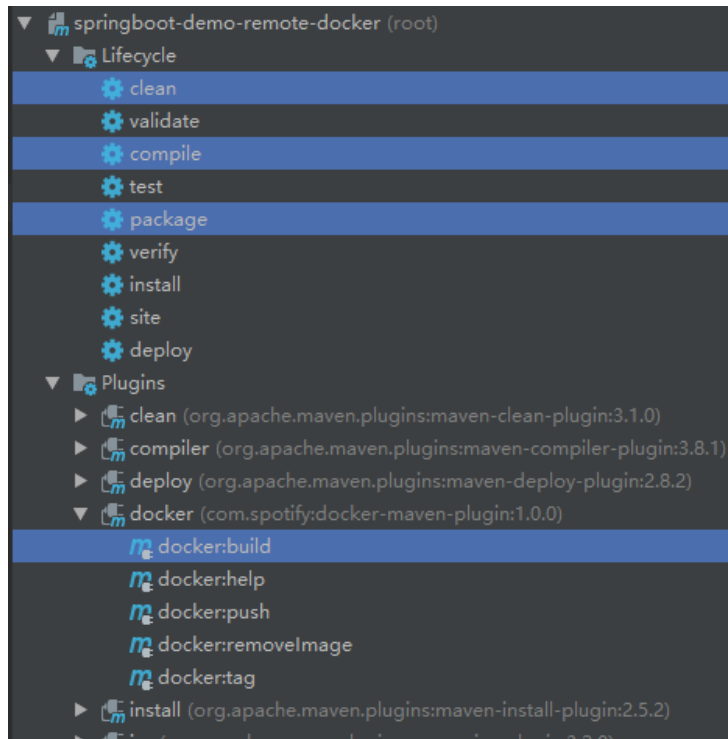 springboot-demo-remote-docker (root)
Lifecycle
clean
validate
compile
test
package
verify
install
site
deploy
Plugins
clean (org.apache.maven.plugins:maven-clean-plugin:3.1.0)
compiler (org.apache.maven.plugins:maven-compiler-plugin:3.8.1)
deploy (org.apache.maven.plugins:maven-deploy-plugin:2.8.2)
docker (com.spotify:docker-maven-plugin:1.0.0)
docker:build
docker:help
docker:push
docker:removeImage
docker:tag
install (org.apache.maven.plugins:maven-install-plugin:2.5.2)